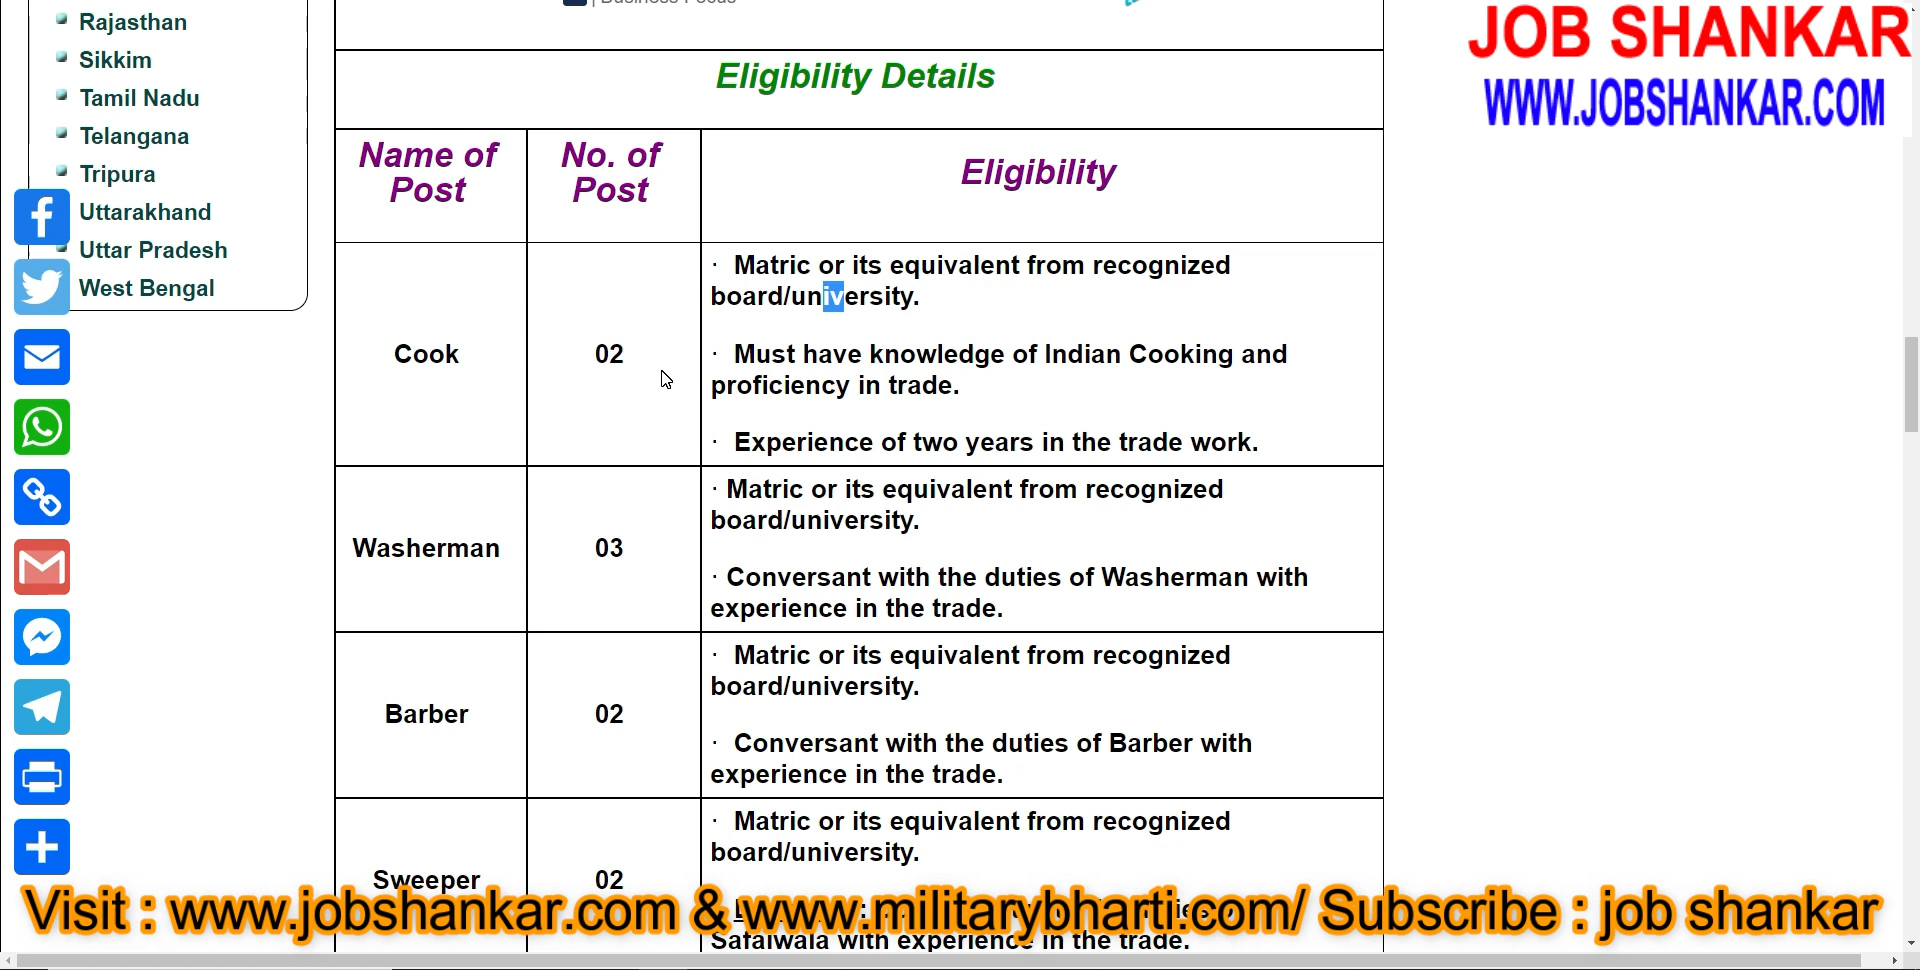 Rajasthan
Sikkim
Tamil Nadu
Telangana
Tripura
Uttarakhand
Uttar Pradesh
West Bengal
JOB SHANKAR
WWW.JOBSHANKAR.COM
Eligibility Details
Name of
Post
No. of
Post
Eligibility
Cook
02
· Matric or its equivalent from recognized
board/university.
· Must have knowledge of Indian Cooking and
proficiency in trade.
· Experience of two years in the trade work.
Washerman
03
· Matric or its equivalent from recognized
board/university.
· Conversant with the duties of Washerman with
experience in the trade.
Barber
02
· Matric or its equivalent from recognized
board/university.
· Conversant with the duties of Barber with
experience in the trade.
Sweeper
02
· Matric or its equivalent from recognized
board/university.
Safaiwala with experience in the trade.
Visit : www.jobshankar.com & www.militarybharti.com/ Subscribe : job shankar